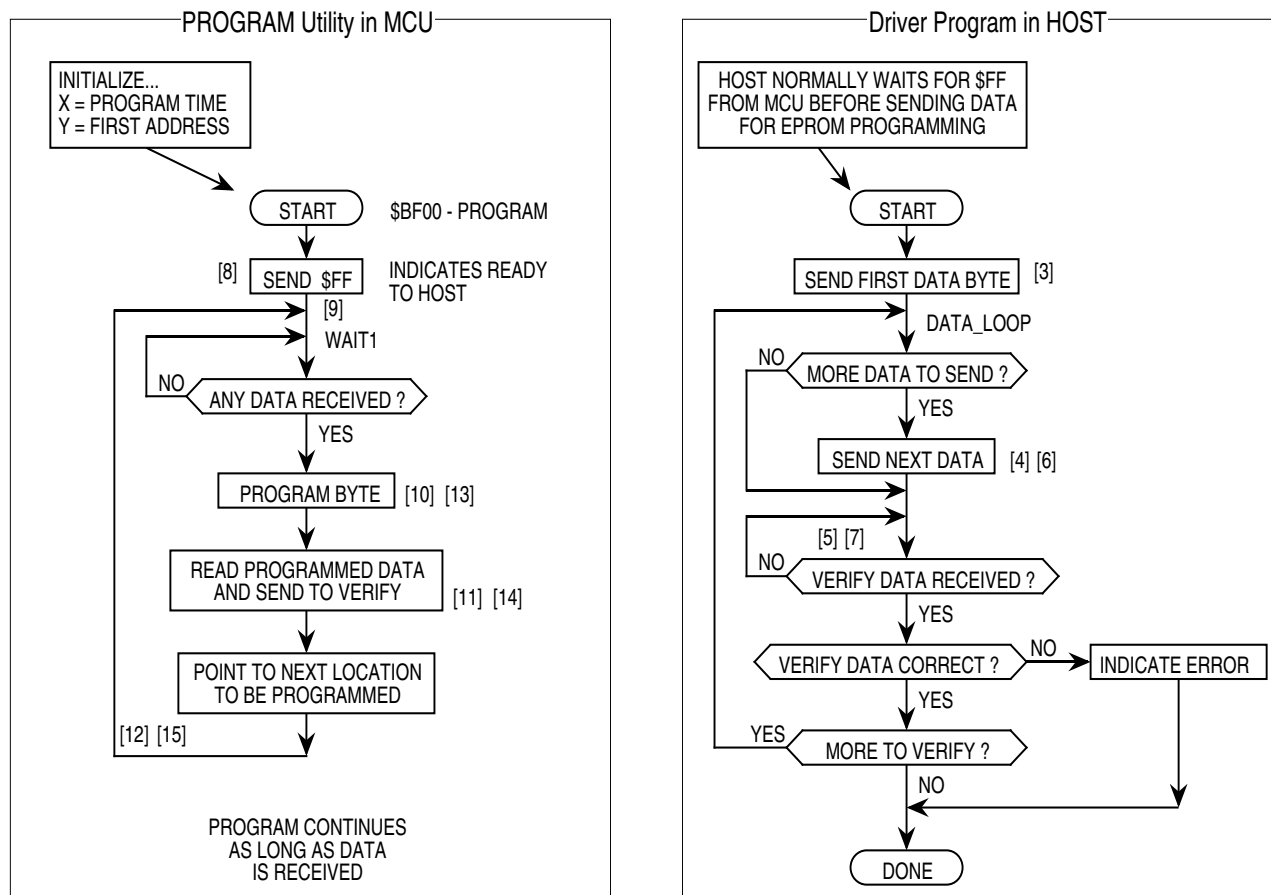 PROGRAM Utility in MCU
INITIALIZE...
X = PROGRAM TIME
Y = FIRST ADDRESS
START
$BF00 - PROGRAM
[8]
SEND $FF
INDICATES READY
TO HOST
[9]
WAIT1
NO
ANY DATA RECEIVED ?
YES
PROGRAM BYTE
[10] [13]
READ PROGRAMMED DATA
AND SEND TO VERIFY
[11] [14]
POINT TO NEXT LOCATION
TO BE PROGRAMMED
[12] [15]
PROGRAM CONTINUES
AS LONG AS DATA
IS RECEIVED
Driver Program in HOST
HOST NORMALLY WAITS FOR $FF
FROM MCU BEFORE SENDING DATA
FOR EPROM PROGRAMMING
START
SEND FIRST DATA BYTE
[3]
DATA_LOOP
NO
MORE DATA TO SEND ?
YES
SEND NEXT DATA
[4] [6]
[5] [7]
NO
VERIFY DATA RECEIVED ?
YES
VERIFY DATA CORRECT ?
NO
INDICATE ERROR
YES
YES
MORE TO VERIFY ?
NO
DONE